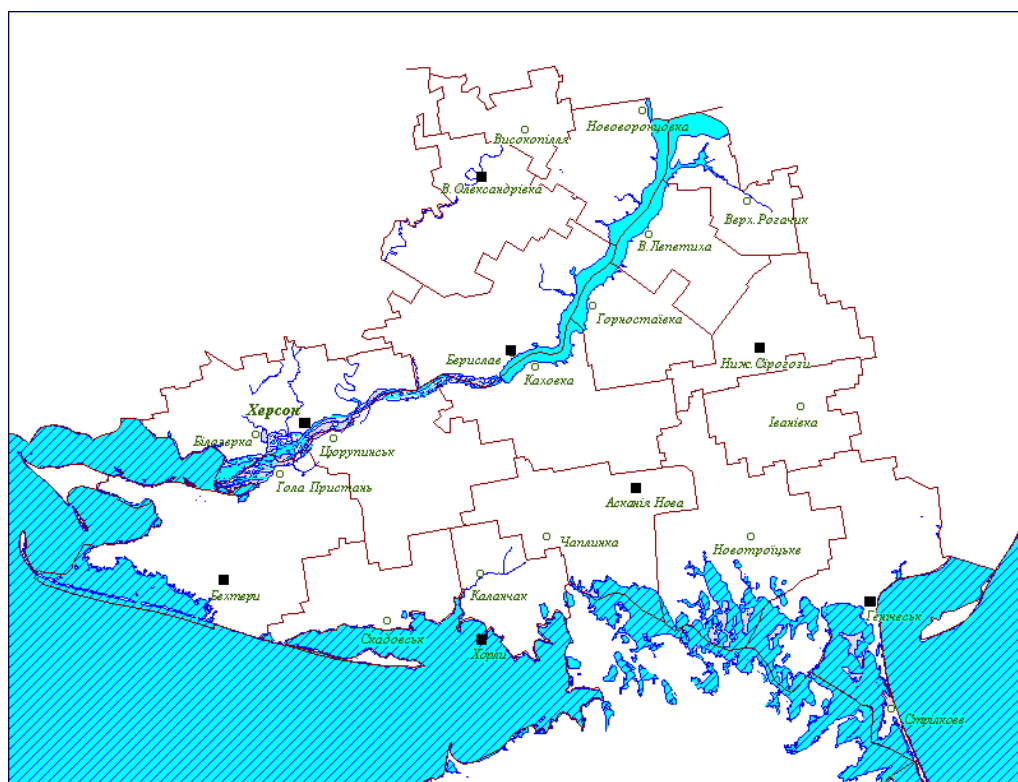 Нововоронцовка
Високопілля
В. Олександрівка
Верх. Рогачик
В. Лепетиха
Горностаївка
Берислав
Ниж. Сірогози
Каховка
Херсон
Іванівка
Білазерка
Цюрупинськ
Гола Пристань
Асканія Нова
Чаплинка
Новотроїцьке
Бехтери
Каланчак
Генічеськ
Скадовськ
Хорли
Стрілкове